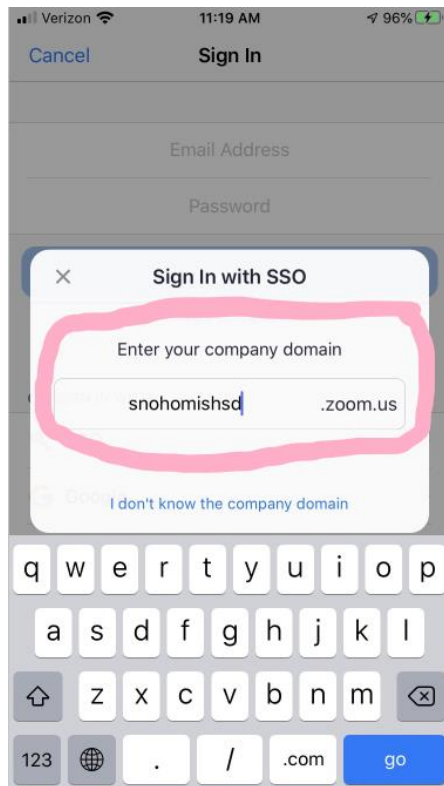 Verizon 11:19 AM 96%
Cancel Sign In
Email Address
Password
Sign In with SSO
Enter your company domain
snohomishsd .zoom.us
Google
I don't know the company domain
q w e r t y u i o p
a s d f g h j k l
z x c v b n m
123 . / .com go